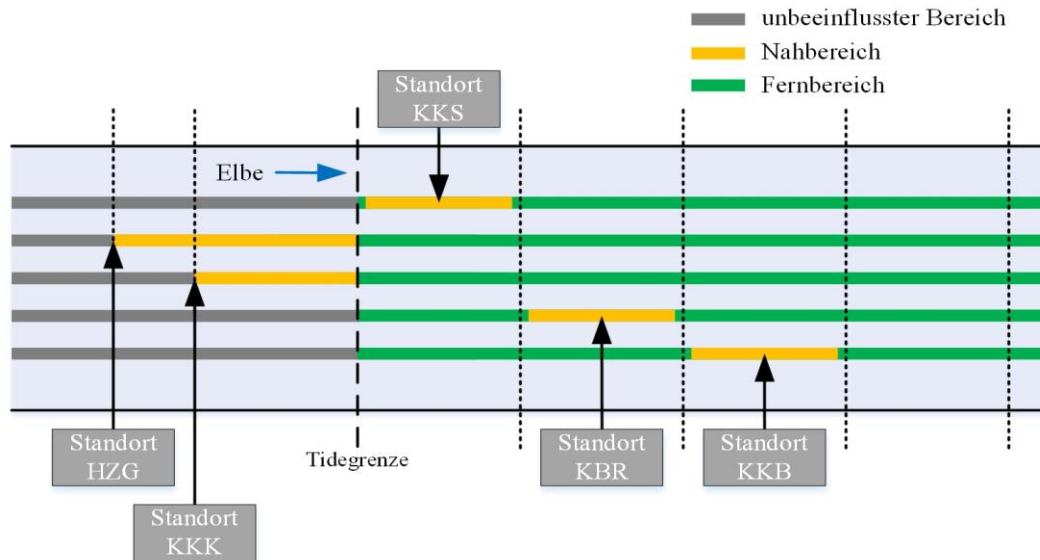 unbeeinflusster Bereich
Nahbereich
Fernbereich
Standort
KKS
Elbe
Standort
HZG
Tidegrenze
Standort
KBR
Standort
KKB
Standort
KKK